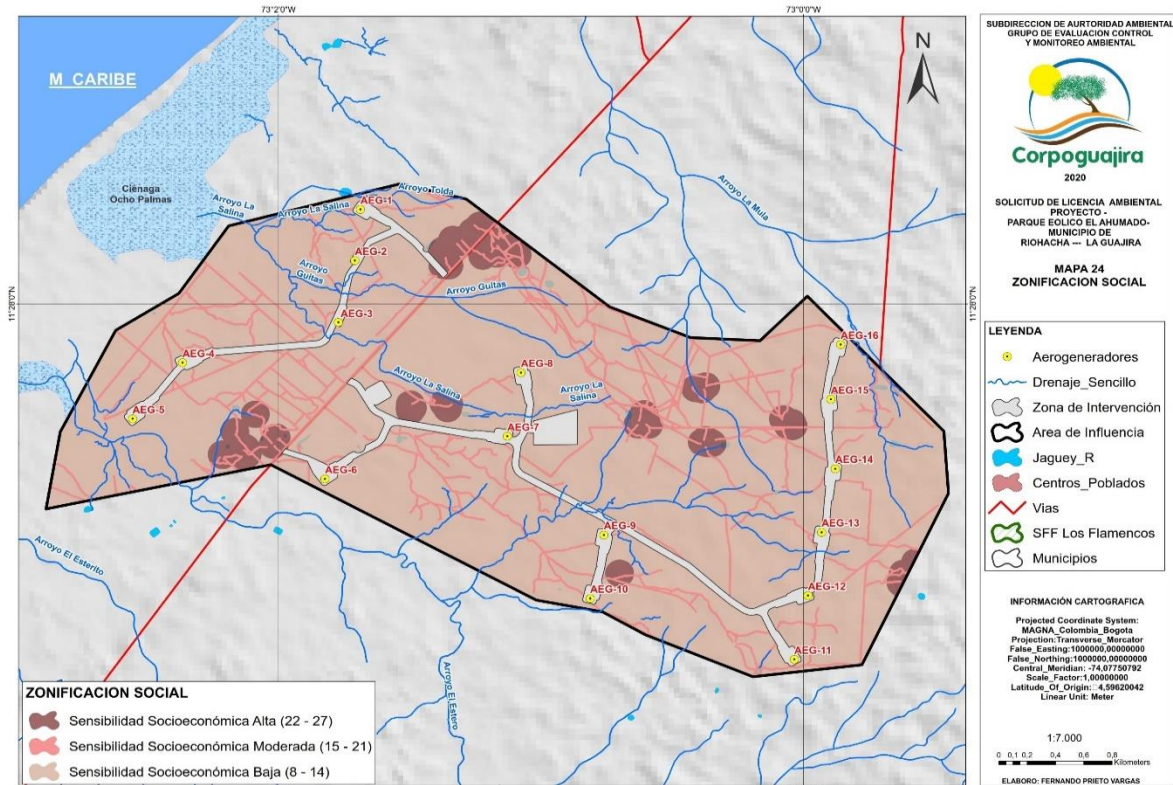 73°2'0"W
73°0'0"W
11°28'0"N
11°28'0"N
N
M CARIBE
Ciènaga
Ocho Palmas
Arroyo La
Salina
Arroyo La Salina
Arroyo Tolda
Arroyo La Mula
Arroyo
Guitas
Arroyo Guitas
Arroyo La Salina
Arroyo La
Salina
Arroyo El Esterito
Arroyo El Estero
AEG-1
AEG-2
AEG-3
AEG-4
AEG-5
AEG-6
AEG-7
AEG-8
AEG-9
AEG-10
AEG-11
AEG-12
AEG-13
AEG-14
AEG-15
AEG-16
ZONIFICACION SOCIAL
Sensibilidad Socioeconómica Alta (22 - 27)
Sensibilidad Socioeconómica Moderada (15 - 21)
Sensibilidad Socioeconómica Baja (8 - 14)
SUBDIRECCION DE AURTORIDAD AMBIENTAL
GRUPO DE EVALUACION CONTROL
Y MONITOREO AMBIENTAL
Corpoguajira
2020
SOLICITUD DE LICENCIA AMBIENTAL
PROYECTO -
PARQUE EOLICO EL AHUMADO-
MUNICIPIO DE
RIOHACHA --- LA GUAJIRA
MAPA 24
ZONIFICACION SOCIAL
LEYENDA
Aerogeneradores
Drenaje_Sencillo
Zona de Intervención
Area de Influencia
Jaguey_R
Centros_Poblados
Vias
SFF Los Flamencos
Municipios
INFORMACIÓN CARTOGRAFICA
Projected Coordinate System:
MAGNA_Colombia_Bogota
Projection:Transverse_Mercator
False_Easting:1000000,00000000
False_Northing:1000000,00000000
Central_Meridian: -74,07750792
Scale_Factor:1,00000000
Latitude_Of_Origin: 4,59620042
Linear Unit: Meter
1:7.000
0 0,1 0,2 0,4 0,6 0,8
Kilometers
ELABORO: FERNANDO PRIETO VARGAS